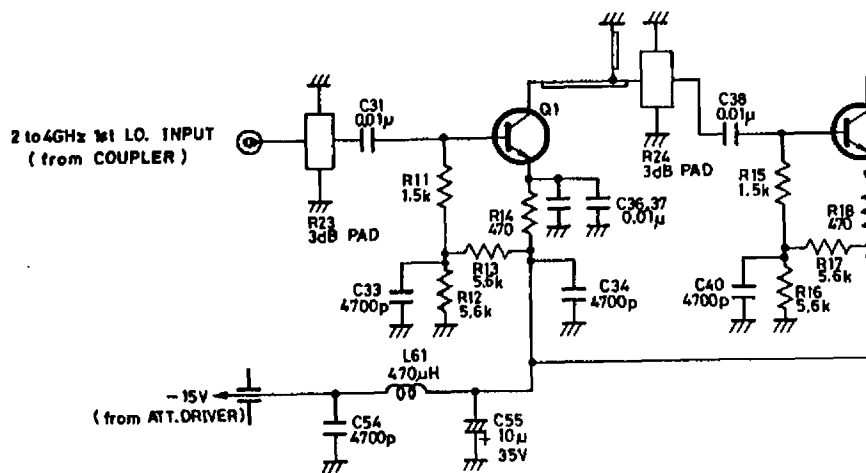 2 to 4GHz 1st LO. INPUT
( from COUPLER )
R23
3dB PAD
C31
0.01μ
Q1
R11
1.5k
R14
470
C36,37
0.01μ
R13
5.6k
C33
4700p
R12
5.6k
C34
4700p
R24
3dB PAD
C38
0.01μ
R15
1.5k
R18
470
R17
5.6k
C40
4700p
R16
5.6k
L61
470μH
-15V
(from ATT.DRIVER)
C54
4700p
C55
+ 10μ
35V